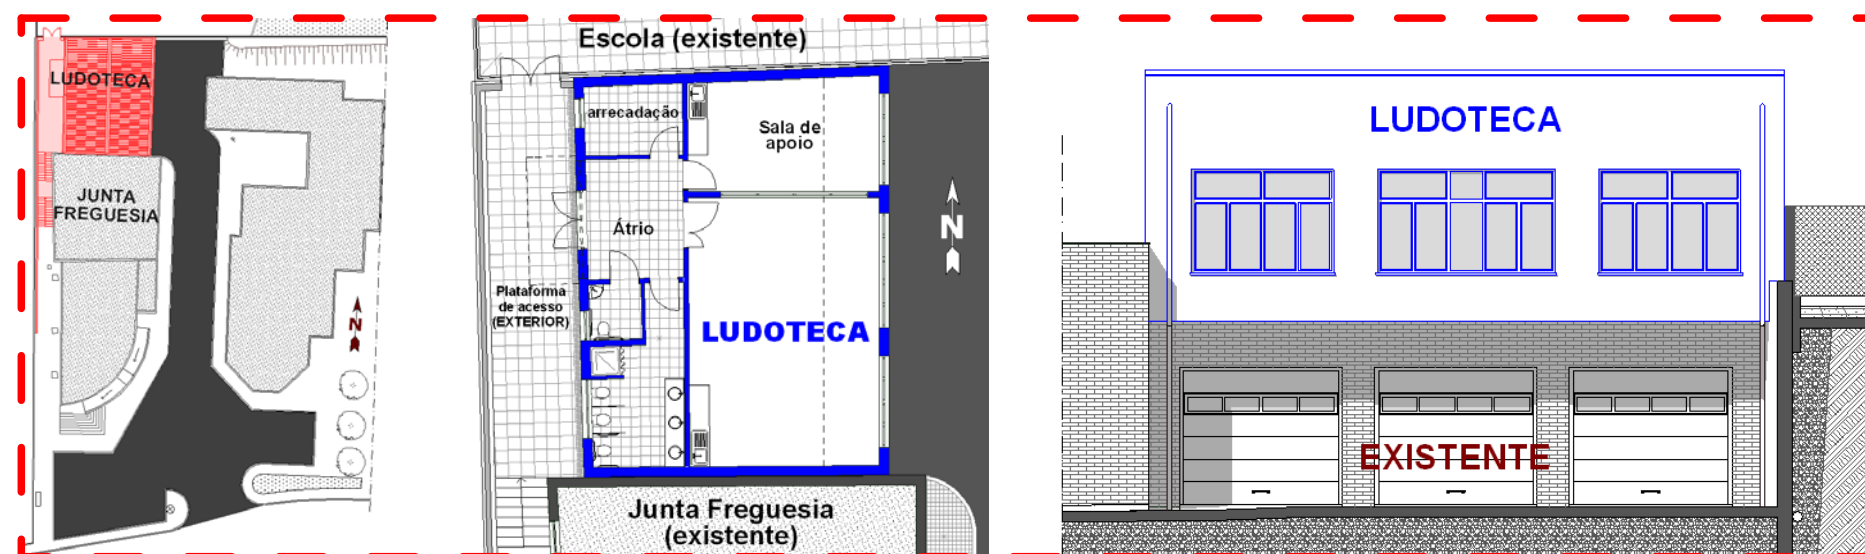 LUDOTECA
JUNTA
FREGUESIA
N
Escola (existente)
arrecadação
Sala de
apoio
Átrio
N
Plataforma
de acesso
(EXTERIOR)
LUDOTECA
Junta Freguesia
(existente)
LUDOTECA
EXISTENTE